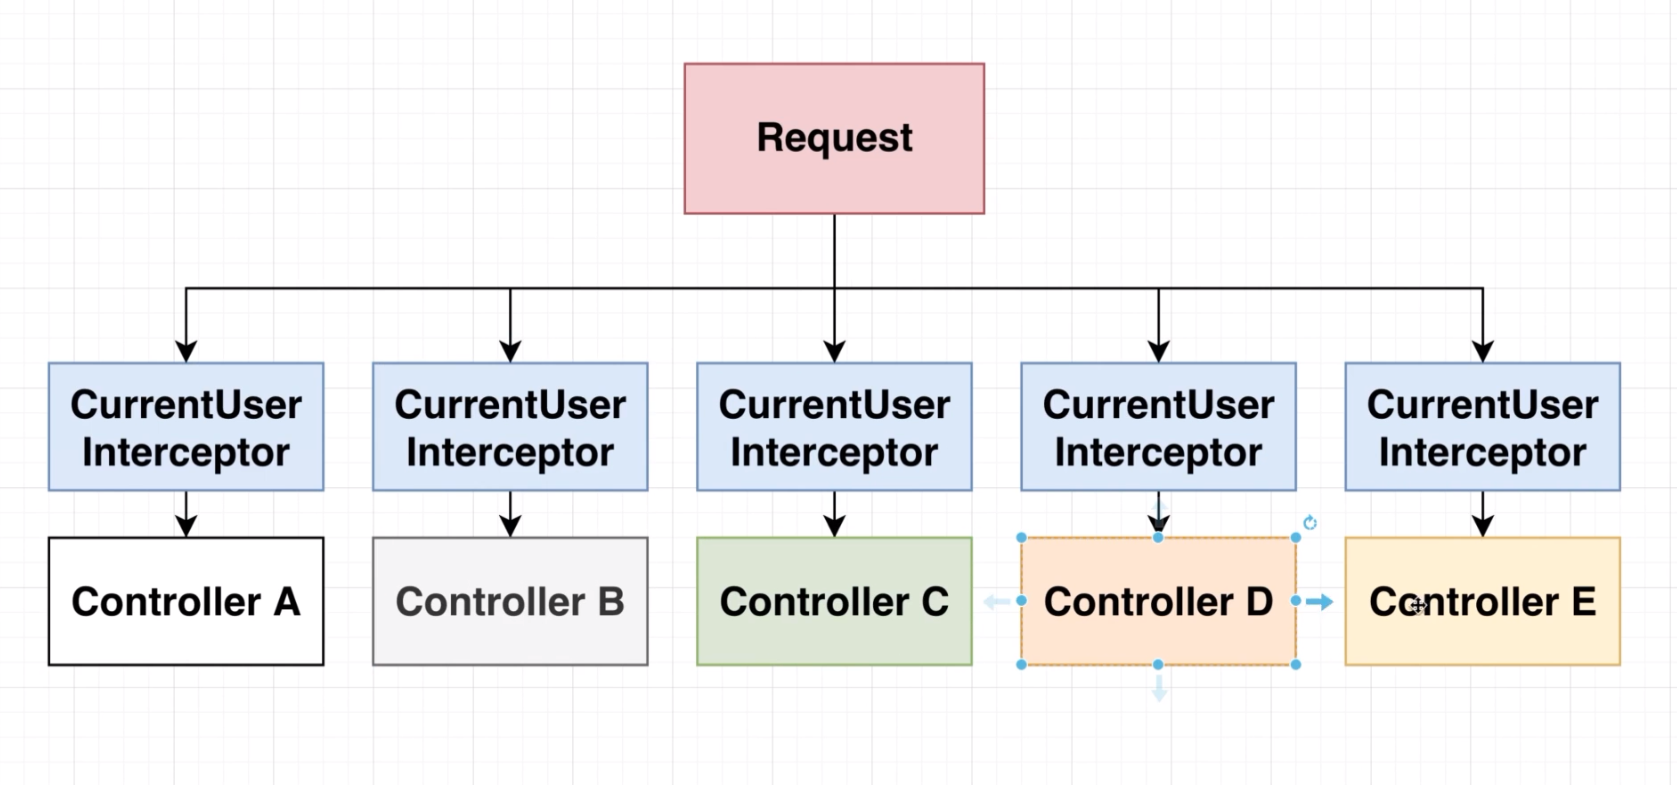 Request
CurrentUser
Interceptor
CurrentUser
Interceptor
CurrentUser
Interceptor
CurrentUser
Interceptor
CurrentUser
Interceptor
Controller A
Controller B
Controller C
Controller D
Controller E